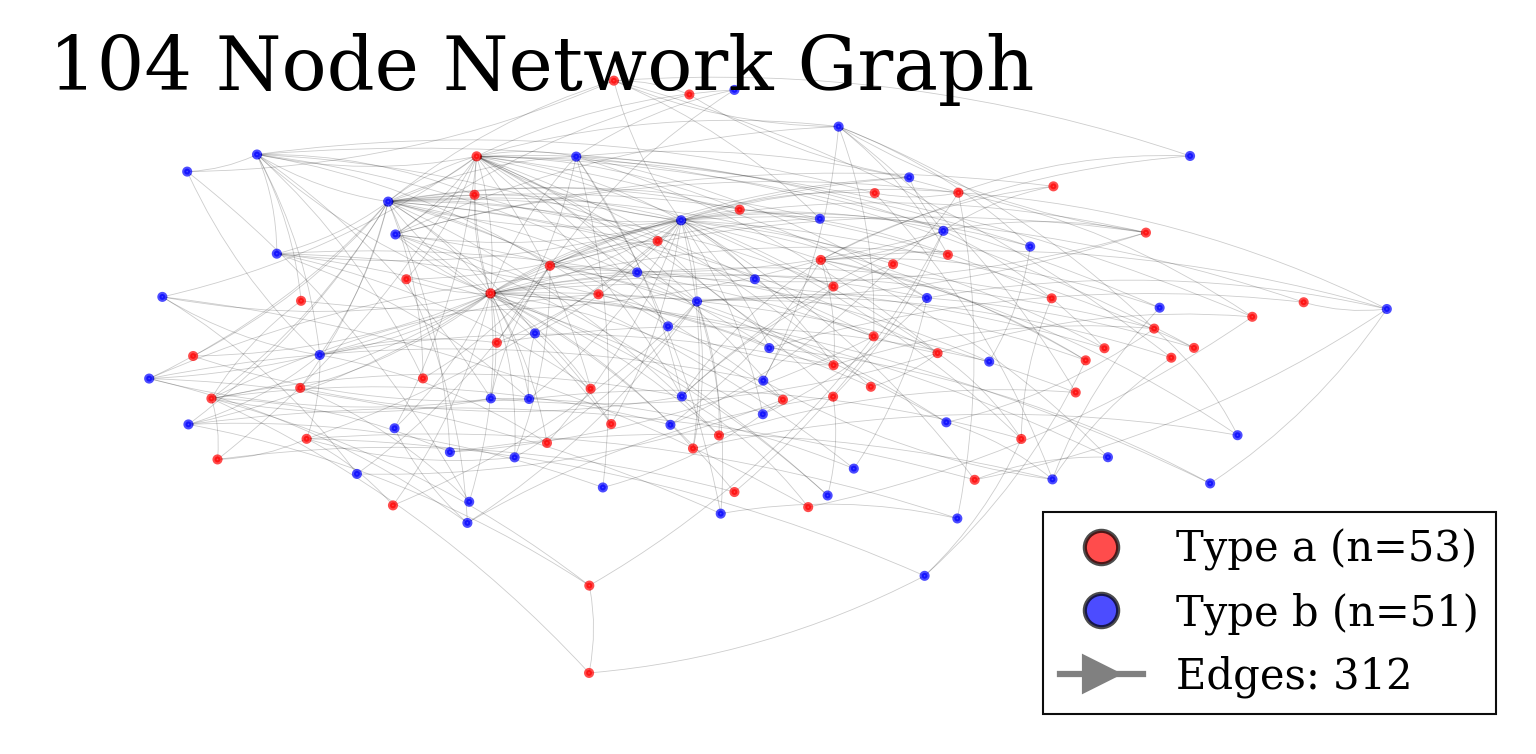 104 Node Network Graph
Type a (n=53)
Type b (n=51)
Edges: 312